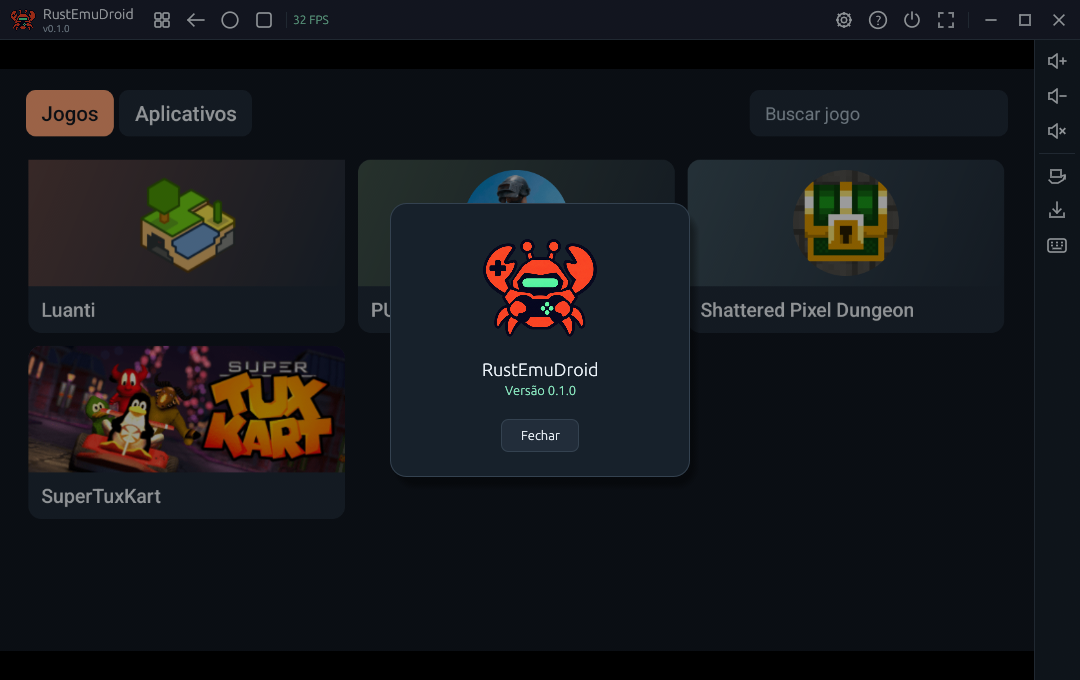 RustEmuDroid
v0.1.0
32 FPS
Jogos
Aplicativos
Buscar jogo
Luanti
PU
Shattered Pixel Dungeon
SUPER
TUX
KART
SuperTuxKart
RustEmuDroid
Versão 0.1.0
Fechar